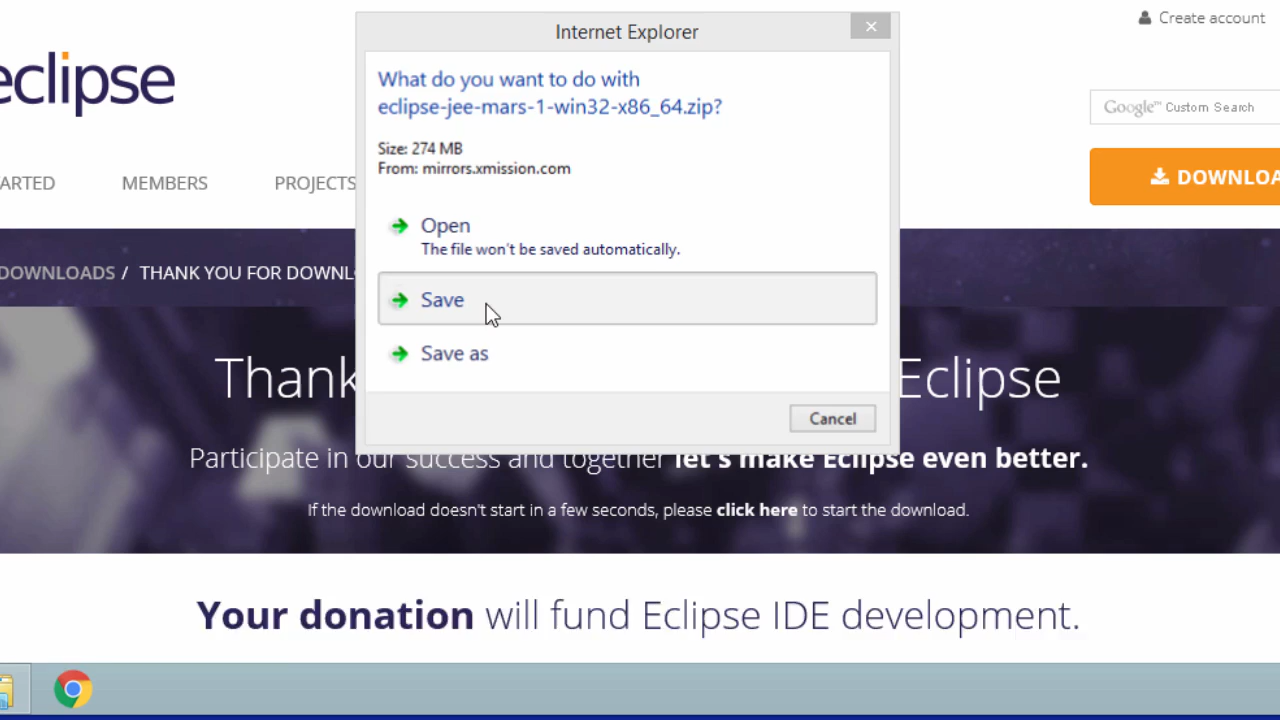 Internet Explorer
Create account
eclipse
What do you want to do with
eclipse-jee-mars-1-win32-x86_64.zip?
Google™ Custom Search
Size: 274 MB
From: mirrors.xmission.com
ARTED MEMBERS PROJECTS
DOWNLOA
Open
The file won't be saved automatically.
DOWNLOADS / THANK YOU FOR DOWNL
Save
Save as
Thank Eclipse
Cancel
Participate in our success and together let's make Eclipse even better.
If the download doesn't start in a few seconds, please click here to start the download.
Your donation will fund Eclipse IDE development.